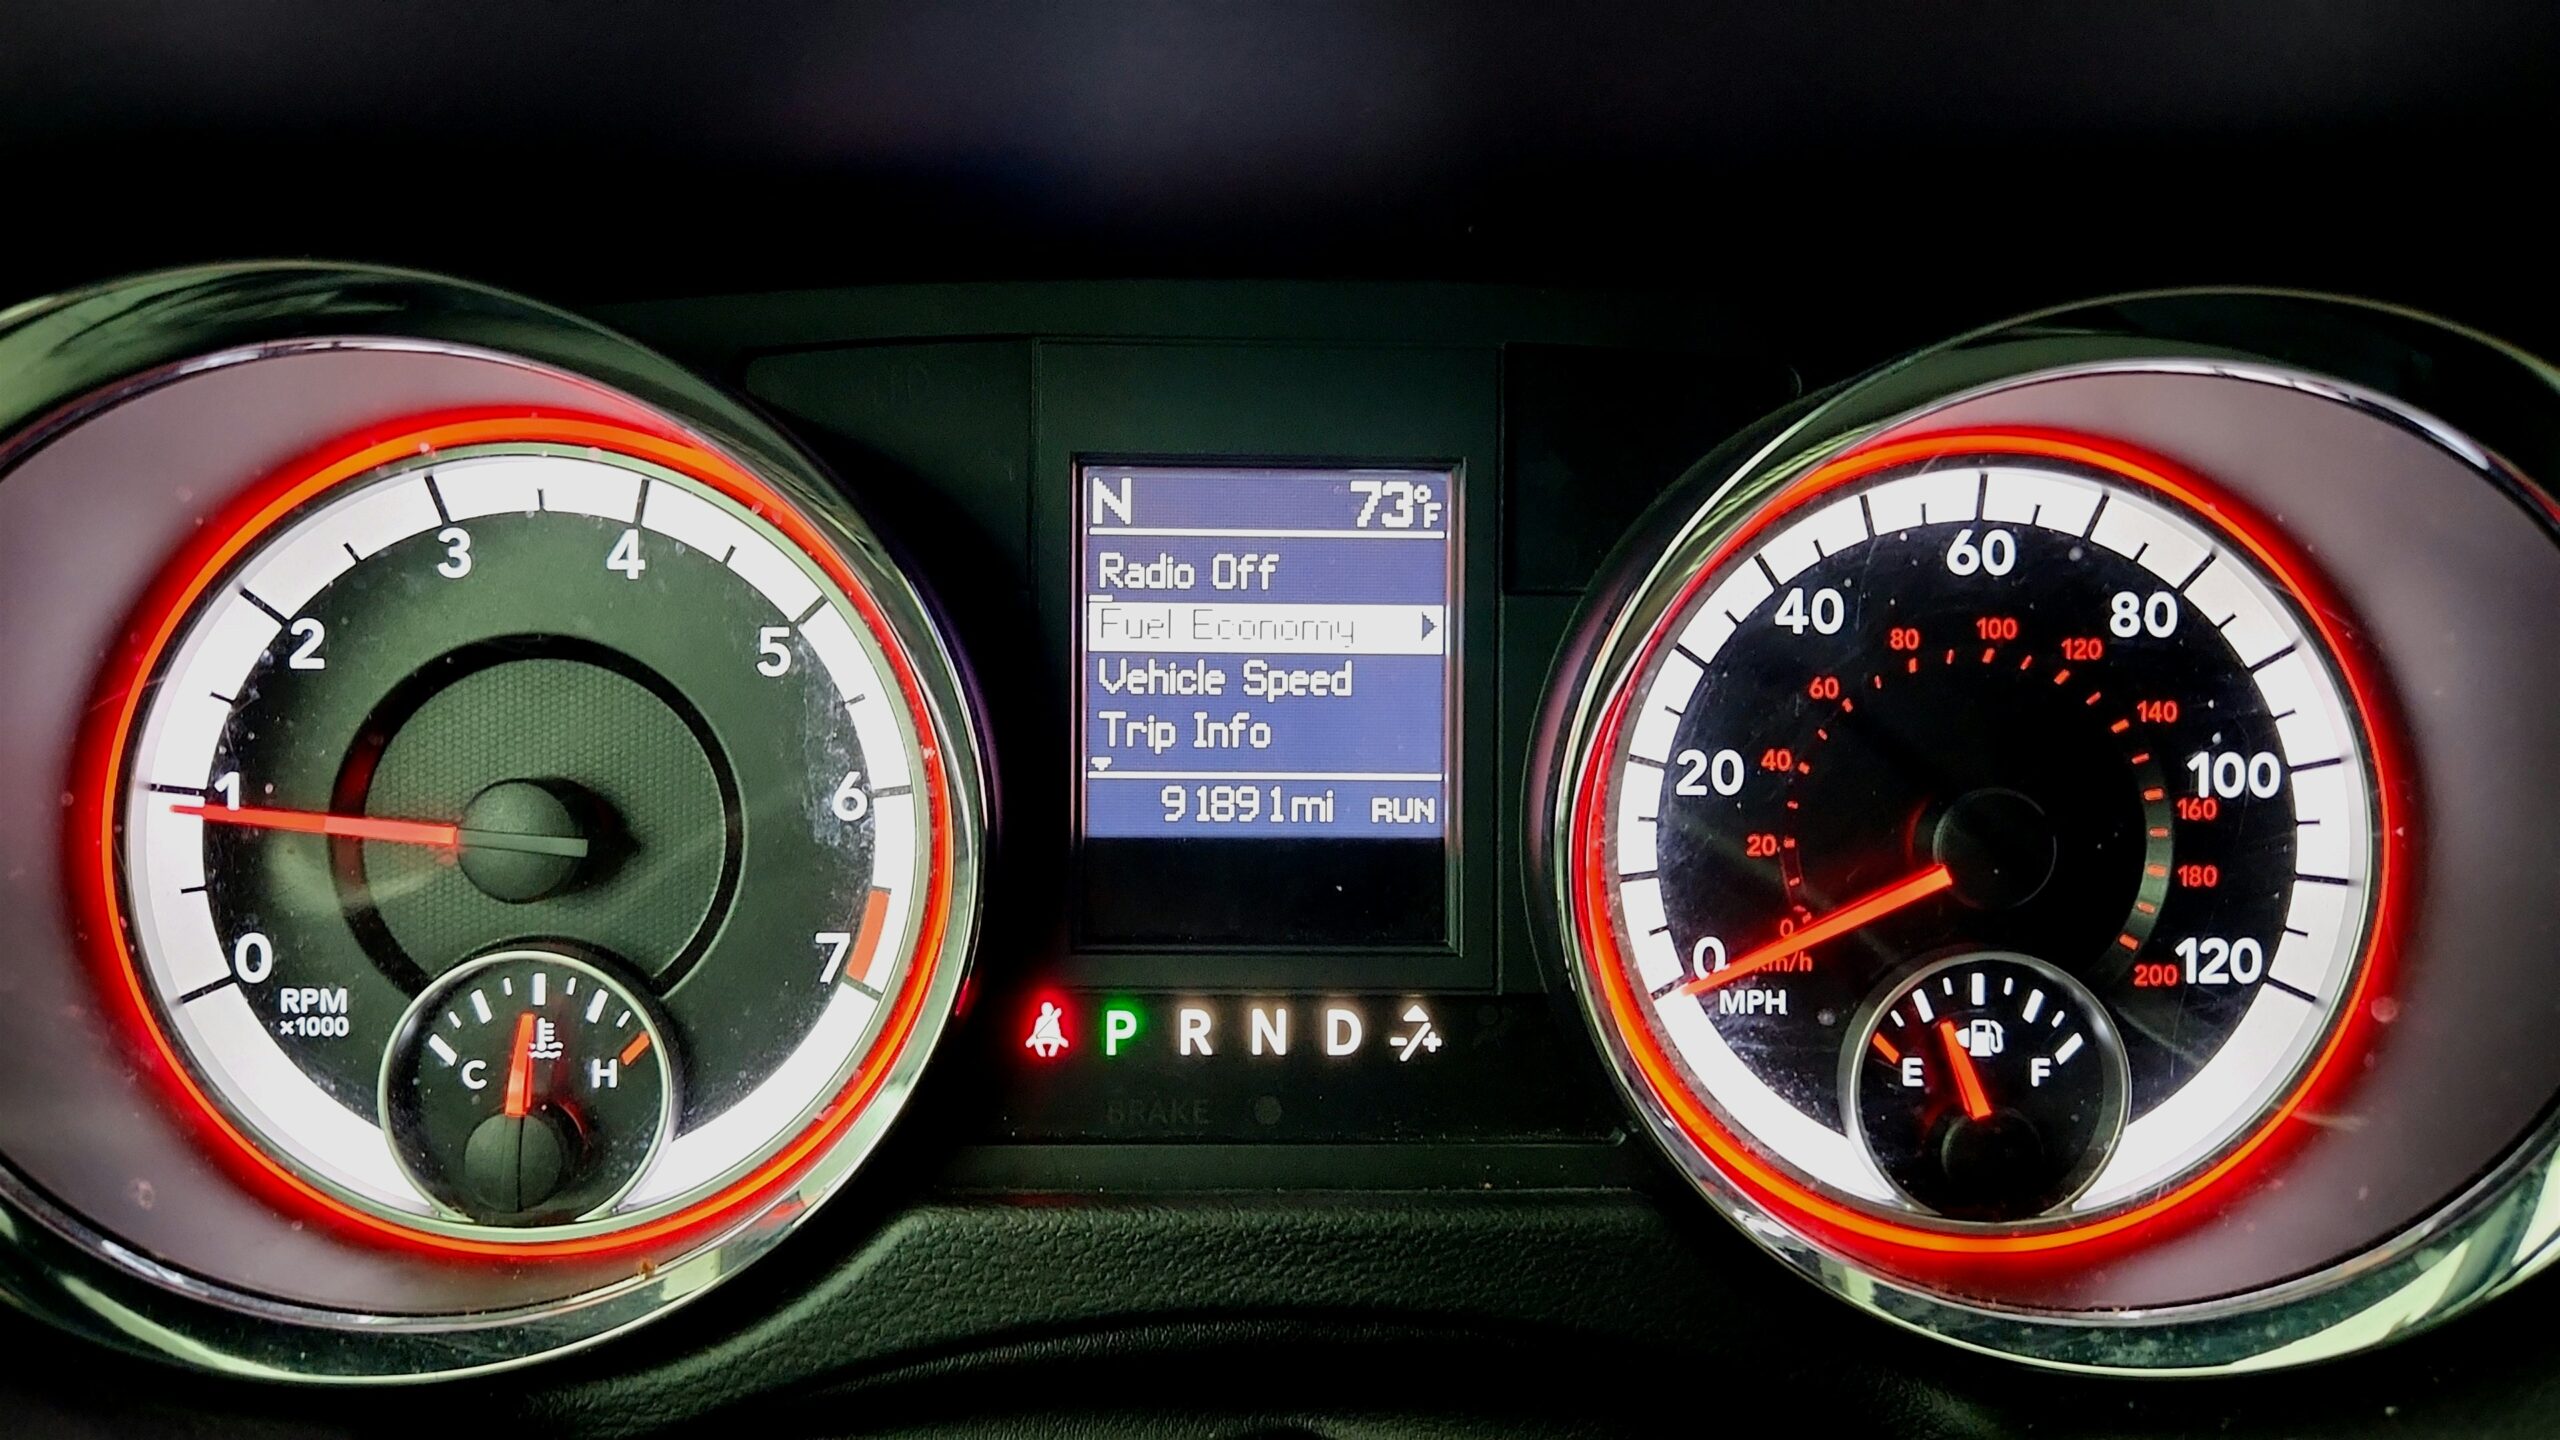 0
1
2
3
4
5
6
7
RPM
x1000
C
H
N 73°F
Radio Off
Fuel Economy
Vehicle Speed
Trip Info
91891mi RUN
P R N D -/+
BRAKE
0
20
40
60
80
100
120
MPH
0
20
40
60
80
100
120
140
160
180
200
km/h
E
F